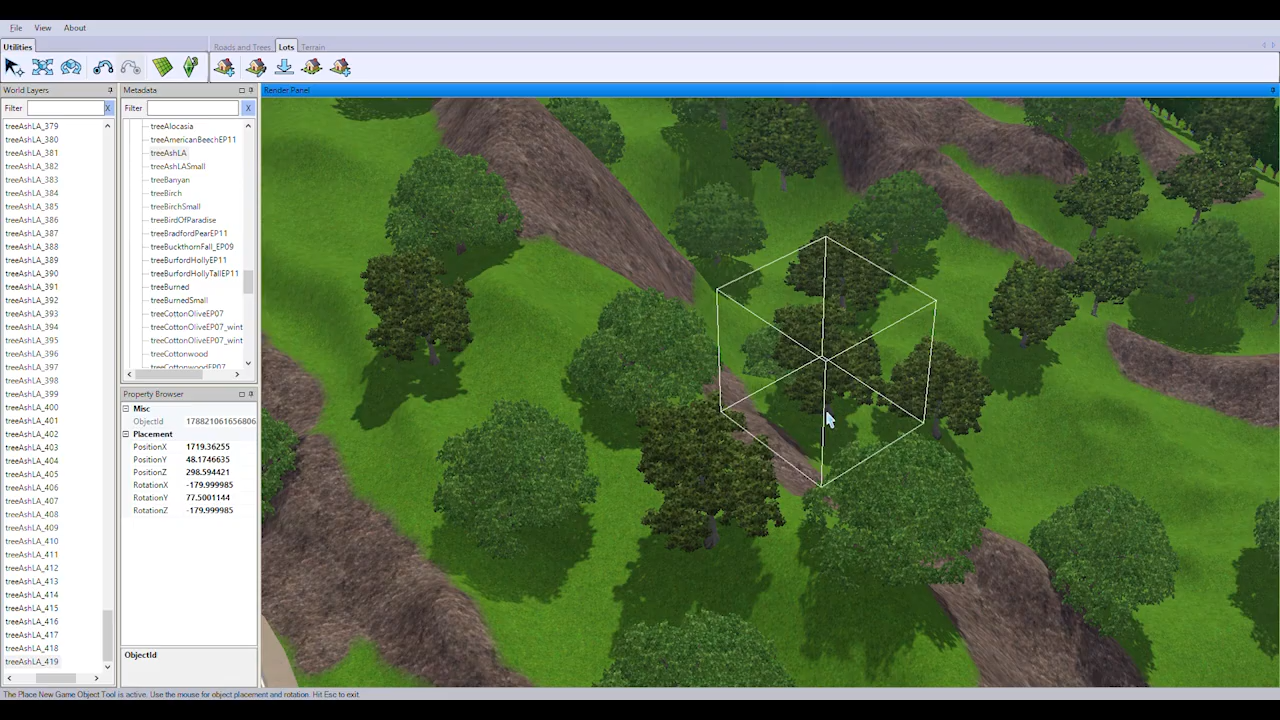 File View About
Utilities Roads and Trees Lots Terrain
World Layers
Filter X
treeAshLA_379
treeAshLA_380
treeAshLA_381
treeAshLA_382
treeAshLA_383
treeAshLA_384
treeAshLA_385
treeAshLA_386
treeAshLA_387
treeAshLA_388
treeAshLA_389
treeAshLA_390
treeAshLA_391
treeAshLA_392
treeAshLA_393
treeAshLA_394
treeAshLA_395
treeAshLA_396
treeAshLA_397
treeAshLA_398
treeAshLA_399
treeAshLA_400
treeAshLA_401
treeAshLA_402
treeAshLA_403
treeAshLA_404
treeAshLA_405
treeAshLA_406
treeAshLA_407
treeAshLA_408
treeAshLA_409
treeAshLA_410
treeAshLA_411
treeAshLA_412
treeAshLA_413
treeAshLA_414
treeAshLA_415
treeAshLA_416
treeAshLA_417
treeAshLA_418
treeAshLA_419
Metadata
Filter X
treeAlocasia
treeAmericanBeechEP11
treeAshLA
treeAshLASmall
treeBanyan
treeBirch
treeBirchSmall
treeBirdOfParadise
treeBradfordPearEP11
treeBuckthornFall_EP09
treeBurfordHollyEP11
treeBurfordHollyTallEP11
treeBurned
treeBurnedSmall
treeCottonOliveEP07
treeCottonOliveEP07_wint
treeCottonOliveEP07_wint
treeCottonwood
treeCottonwoodEP07
Property Browser
Misc
ObjectId 178821061656806
Placement
PositionX 1719.36255
PositionY 48.1746635
PositionZ 298.594421
RotationX -179.999985
RotationY 77.5001144
RotationZ -179.999985
ObjectId
Render Panel
The Place New Game Object Tool is active. Use the mouse for object placement and rotation. Hit Esc to exit.